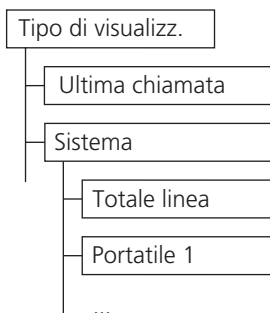 Tipo di visualizz.
Ultima chiamata
Sistema
Totale linea
Portatile 1
...